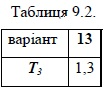 Таблиця 9.2.
варіант 13
T₃ 1,3